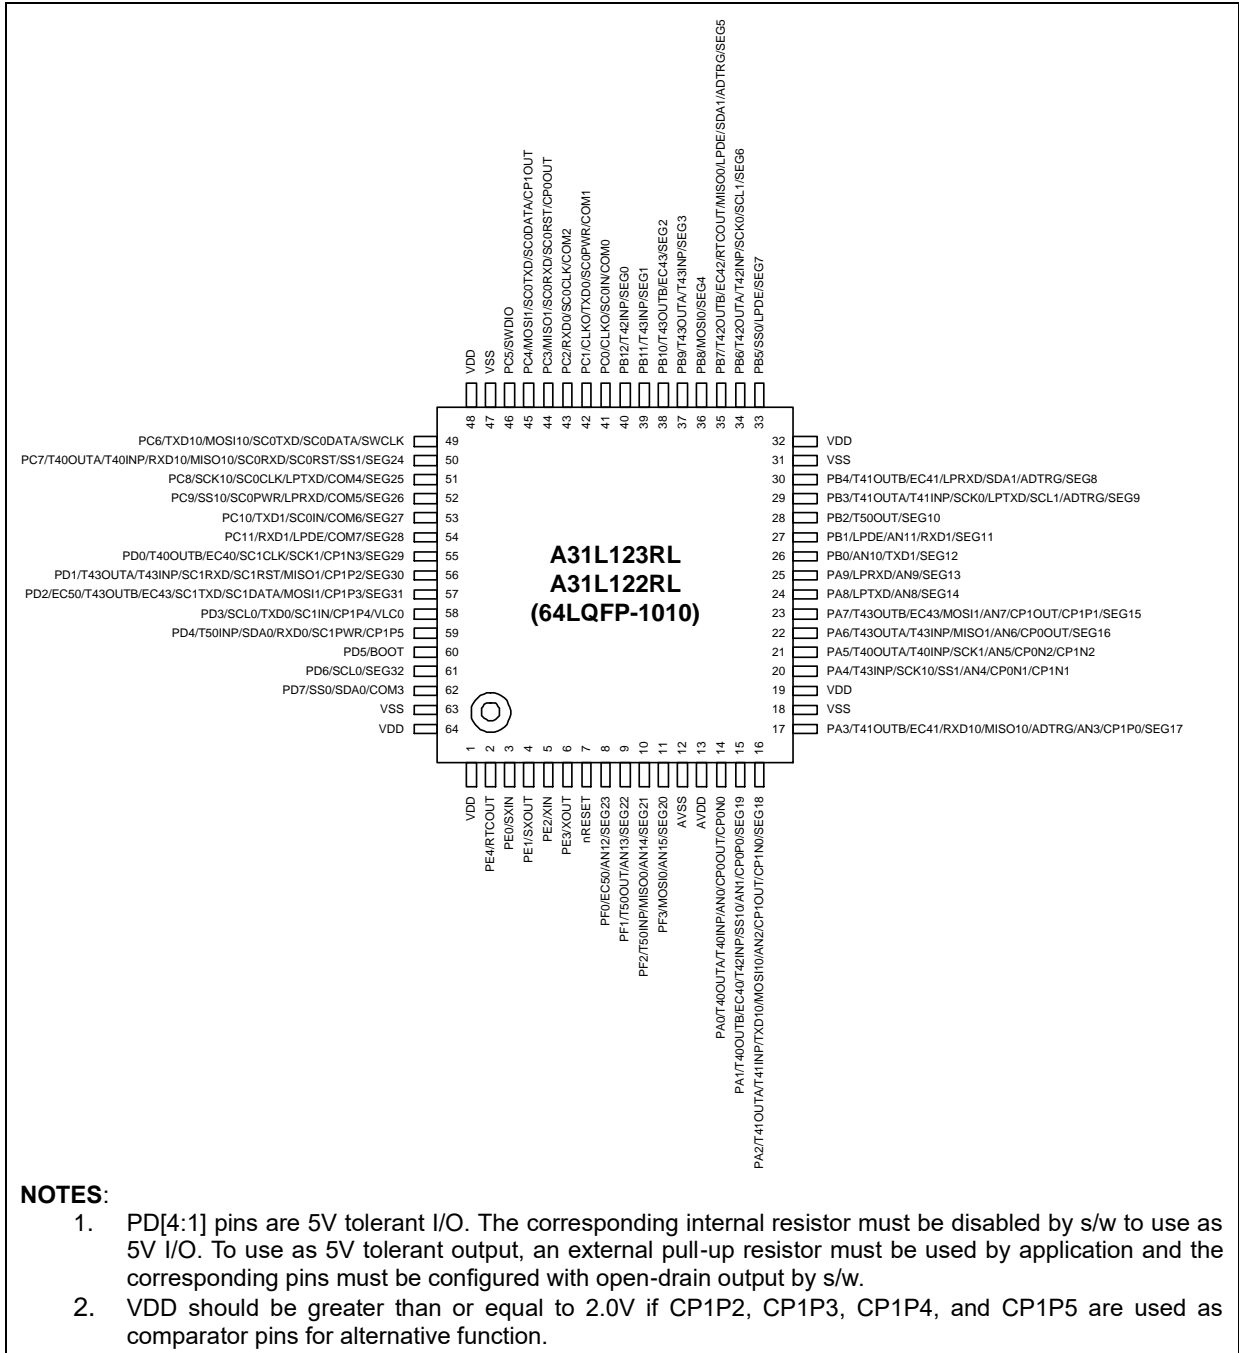 VDD
VSS
PC5/SWDIO
PC4/MOSI1/SC0TXD/SC0DATA/CP1OUT
PC3/MISO1/SC0RXD/SC0RST/CP0OUT
PC2/RXD0/SC0CLK/COM2
PC1/CLKO/TXD0/SC0PWR/COM1
PC0/CLKO/SC0IN/COM0
PB12/T42INP/SEG0
PB11/T43INP/SEG1
PB10/T43OUTB/EC43/SEG2
PB9/T43OUTA/T43INP/SEG3
PB8/MOSI0/SEG4
PB7/T42OUTB/EC42/RTCOUT/MISO0/LPDE/SDA1/ADTRG/SEG5
PB6/T42OUTA/T42INP/SCK0/SCL1/SEG6
PB5/SS0/LPDE/SEG7
48 47 46 45 44 43 42 41 40 39 38 37 36 35 34 33
PC6/TXD10/MOSI10/SC0TXD/SC0DATA/SWCLK 49
PC7/T40OUTA/T40INP/RXD10/MISO10/SC0RXD/SC0RST/SS1/SEG24 50
PC8/SCK10/SC0CLK/LPTXD/COM4/SEG25 51
PC9/SS10/SC0PWR/LPRXD/COM5/SEG26 52
PC10/TXD1/SC0IN/COM6/SEG27 53
PC11/RXD1/LPDE/COM7/SEG28 54
PD0/T40OUTB/EC40/SC1CLK/SCK1/CP1N3/SEG29 55
PD1/T43OUTA/T43INP/SC1RXD/SC1RST/MISO1/CP1P2/SEG30 56
PD2/EC50/T43OUTB/EC43/SC1TXD/SC1DATA/MOSI1/CP1P3/SEG31 57
PD3/SCL0/TXD0/SC1IN/CP1P4/VLC0 58
PD4/T50INP/SDA0/RXD0/SC1PWR/CP1P5 59
PD5/BOOT 60
PD6/SCL0/SEG32 61
PD7/SS0/SDA0/COM3 62
VSS 63
VDD 64
A31L123RL
A31L122RL
(64LQFP-1010)
32 VDD
31 VSS
30 PB4/T41OUTB/EC41/LPRXD/SDA1/ADTRG/SEG8
29 PB3/T41OUTA/T41INP/SCK0/LPTXD/SCL1/ADTRG/SEG9
28 PB2/T50OUT/SEG10
27 PB1/LPDE/AN11/RXD1/SEG11
26 PB0/AN10/TXD1/SEG12
25 PA9/LPRXD/AN9/SEG13
24 PA8/LPTXD/AN8/SEG14
23 PA7/T43OUTB/EC43/MOSI1/AN7/CP1OUT/CP1P1/SEG15
22 PA6/T43OUTA/T43INP/MISO1/AN6/CP0OUT/SEG16
21 PA5/T40OUTA/T40INP/SCK1/AN5/CP0N2/CP1N2
20 PA4/T43INP/SCK10/SS1/AN4/CP0N1/CP1N1
19 VDD
18 VSS
17 PA3/T41OUTB/EC41/RXD10/MISO10/ADTRG/AN3/CP1P0/SEG17
1 2 3 4 5 6 7 8 9 10 11 12 13 14 15 16
VDD
PE4/RTCOUT
PE0/SXIN
PE1/SXOUT
PE2/XIN
PE3/XOUT
nRESET
PF0/EC50/AN12/SEG23
PF1/T50OUT/AN13/SEG22
PF2/T50INP/MISO0/AN14/SEG21
PF3/MOSI0/AN15/SEG20
AVSS
AVDD
PA0/T40OUTA/T40INP/AN0/CP0OUT/CP0N0
PA1/T40OUTB/EC40/T42INP/SS10/AN1/CP0P0/SEG19
PA2/T41OUTA/T41INP/TXD10/MOSI10/AN2/CP1OUT/CP1N0/SEG18
NOTES:
1. PD[4:1] pins are 5V tolerant I/O. The corresponding internal resistor must be disabled by s/w to use as
5V I/O. To use as 5V tolerant output, an external pull-up resistor must be used by application and the
corresponding pins must be configured with open-drain output by s/w.
2. VDD should be greater than or equal to 2.0V if CP1P2, CP1P3, CP1P4, and CP1P5 are used as
comparator pins for alternative function.